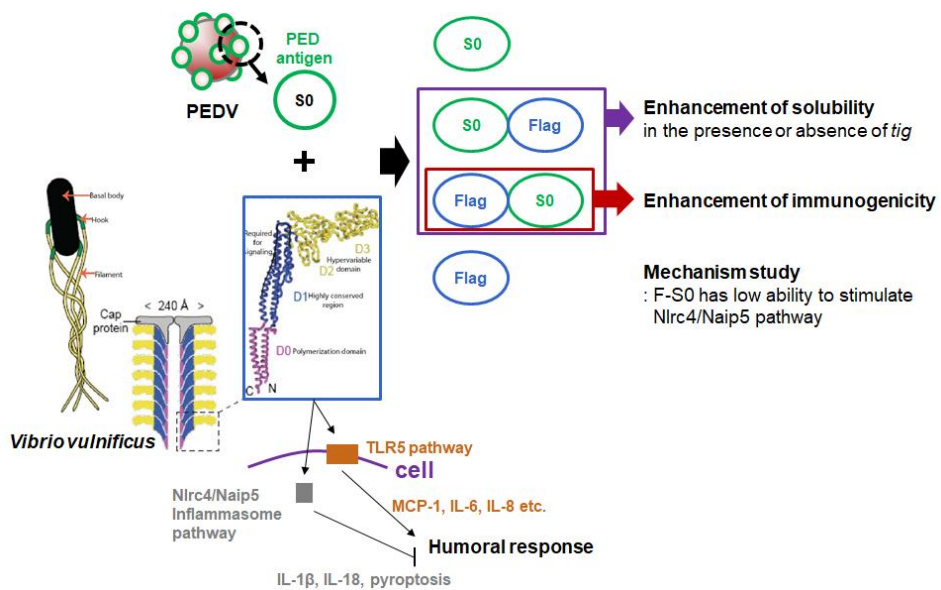 PED
antigen
S0
PEDV
S0
S0
Flag
Enhancement of solubility
in the presence or absence of tig
+
Flag
S0
Enhancement of immunogenicity
Flag
Mechanism study
: F-S0 has low ability to stimulate
Nlrc4/Naip5 pathway
Basal body
Hook
Filament
Required
for
signaling
D3
Hypervariable
D2
domain
D1 Highly conserved
region
D0 Polymerization domain
C
N
< 240 Å >
Cap
protein
Vibrio vulnificus
TLR5 pathway
cell
Nlrc4/Naip5
Inflammasome
pathway
MCP-1, IL-6, IL-8 etc.
Humoral response
IL-1β, IL-18, pyroptosis